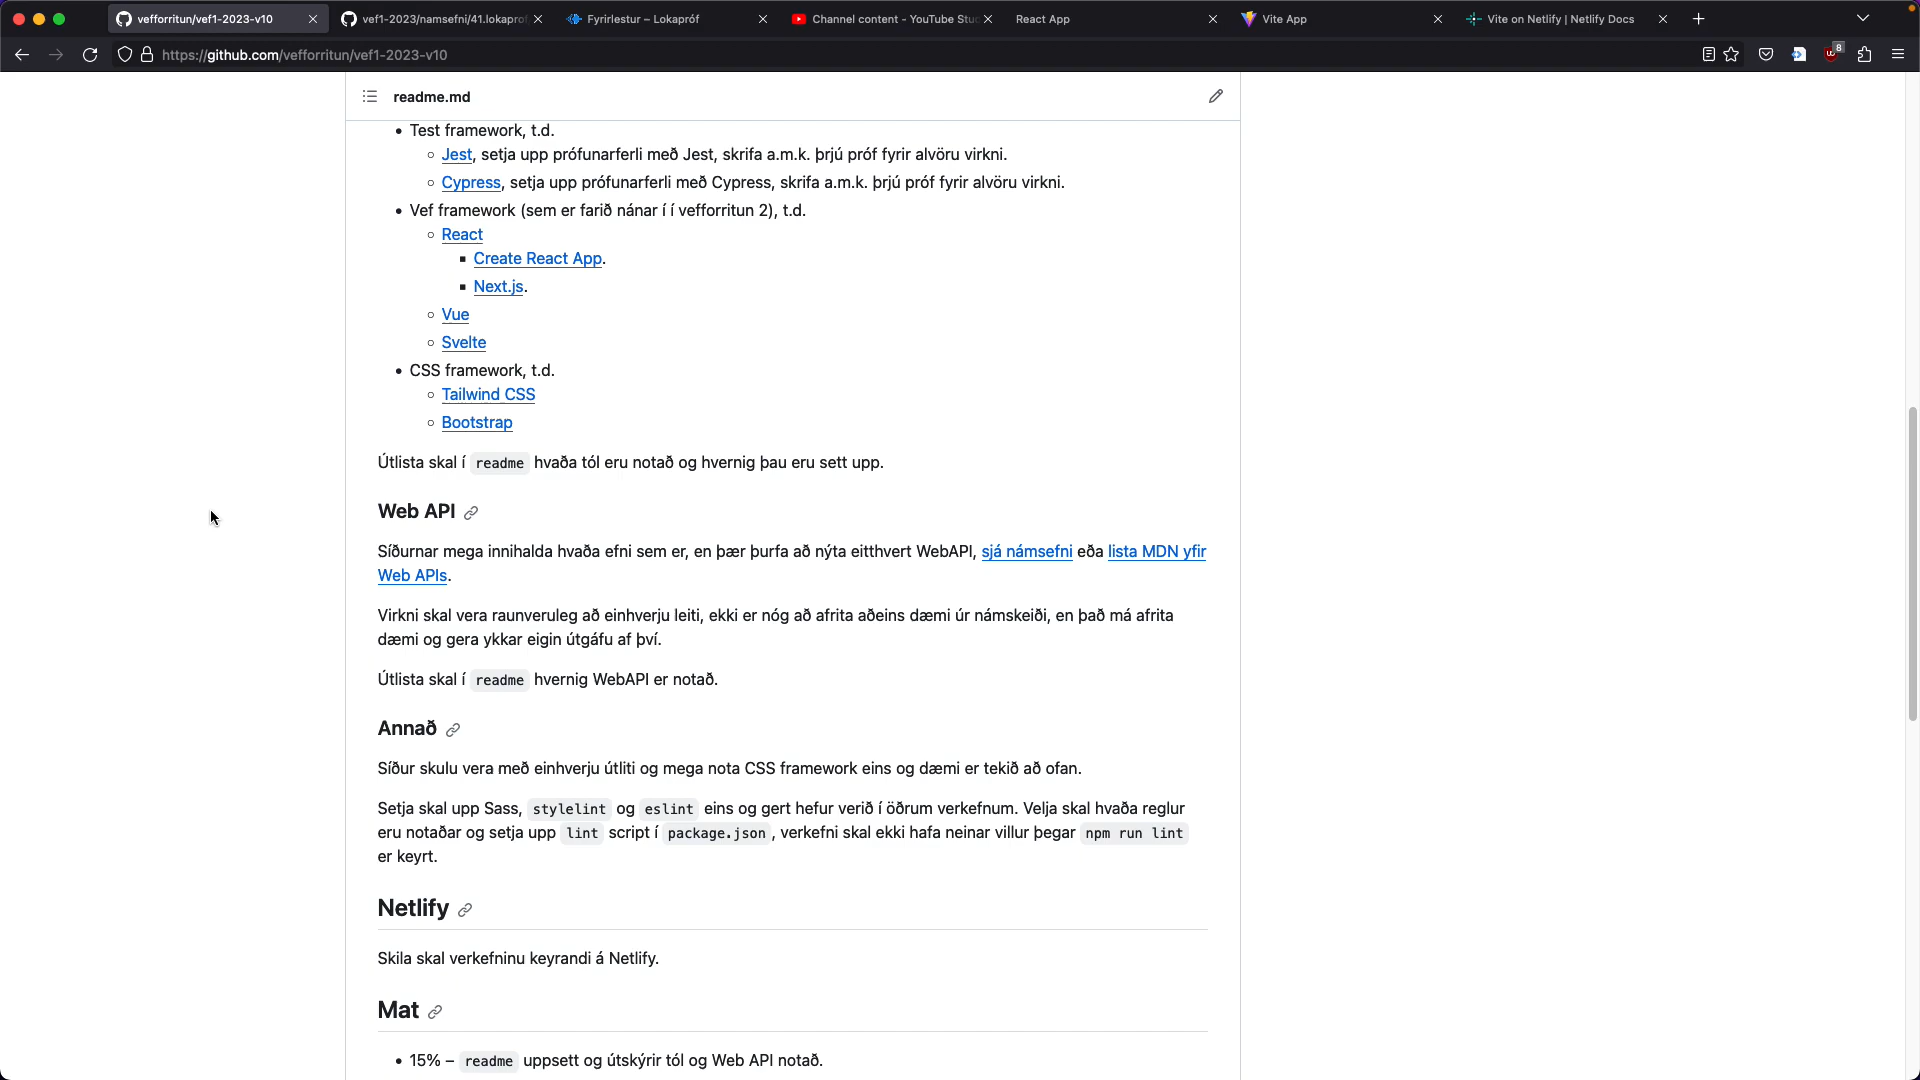 vefforritun/vef1-2023-v10
vef1-2023/namsefni/41.lokapro
Fyrirlestur – Lokapróf
Channel content - YouTube Stu
React App
Vite App
Vite on Netlify | Netlify Docs
https://github.com/vefforritun/vef1-2023-v10
8
readme.md
Test framework, t.d.
Jest, setja upp prófunarferli með Jest, skrifa a.m.k. þrjú próf fyrir alvöru virkni.
Cypress, setja upp prófunarferli með Cypress, skrifa a.m.k. þrjú próf fyrir alvöru virkni.
Vef framework (sem er farið nánar í í vefforritun 2), t.d.
React
Create React App.
Next.js.
Vue
Svelte
CSS framework, t.d.
Tailwind CSS
Bootstrap
Útlista skal í readme hvaða tól eru notað og hvernig þau eru sett upp.
Web API
Síðurnar mega innihalda hvaða efni sem er, en þær þurfa að nýta eitthvert WebAPI, sjá námsefni eða lista MDN yfir
Web APIs.
Virkni skal vera raunveruleg að einhverju leiti, ekki er nóg að afrita aðeins dæmi úr námskeiði, en það má afrita
dæmi og gera ykkar eigin útgáfu af því.
Útlista skal í readme hvernig WebAPI er notað.
Annað
Síður skulu vera með einhverju útliti og mega nota CSS framework eins og dæmi er tekið að ofan.
Setja skal upp Sass, stylelint og eslint eins og gert hefur verið í öðrum verkefnum. Velja skal hvaða reglur
eru notaðar og setja upp lint script í package.json, verkefni skal ekki hafa neinar villur þegar npm run lint
er keyrt.
Netlify
Skila skal verkefninu keyrandi á Netlify.
Mat
15% – readme uppsett og útskýrir tól og Web API notað.